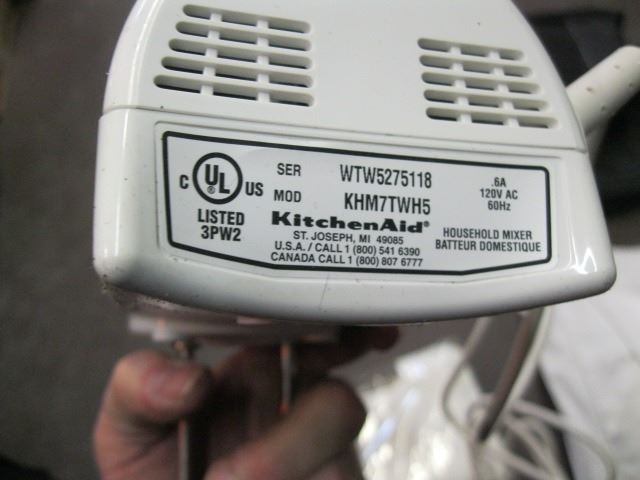 C UL ® US
LISTED
3PW2
SER WTW5275118
MOD KHM7TWH5
KitchenAid®
ST. JOSEPH, MI 49085
U.S.A. / CALL 1 (800) 541 6390
CANADA CALL 1 (800) 807 6777
.6A
120V AC
60Hz
HOUSEHOLD MIXER
BATTEUR DOMESTIQUE